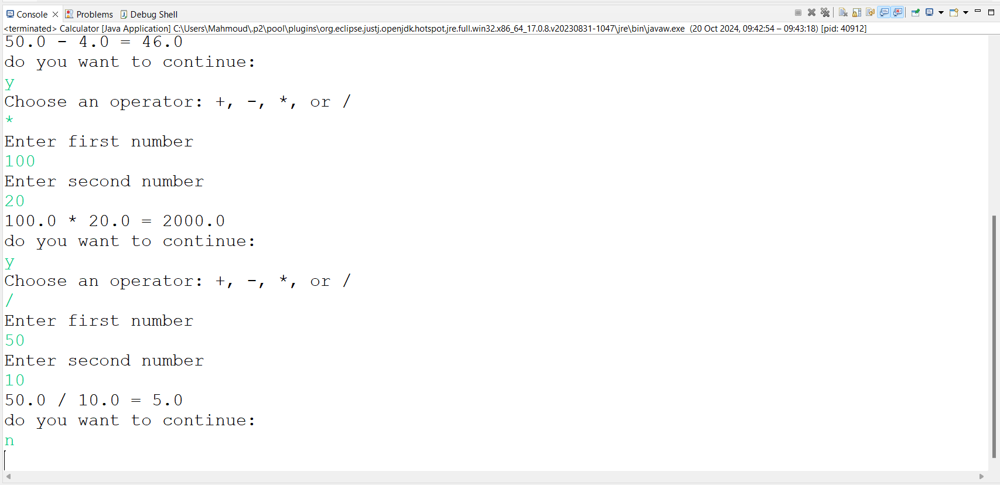 Console Problems Debug Shell
<terminated> Calculator [Java Application] C:\Users\Mahmoud\.p2\pool\plugins\org.eclipse.justj.openjdk.hotspot.jre.full.win32.x86_64_17.0.8.v20230831-1047\jre\bin\javaw.exe (20 Oct 2024, 09:42:54 – 09:43:18) [pid: 40912]
50.0 - 4.0 = 46.0
do you want to continue:
y
Choose an operator: +, -, *, or /
*
Enter first number
100
Enter second number
20
100.0 * 20.0 = 2000.0
do you want to continue:
y
Choose an operator: +, -, *, or /
/
Enter first number
50
Enter second number
10
50.0 / 10.0 = 5.0
do you want to continue:
n